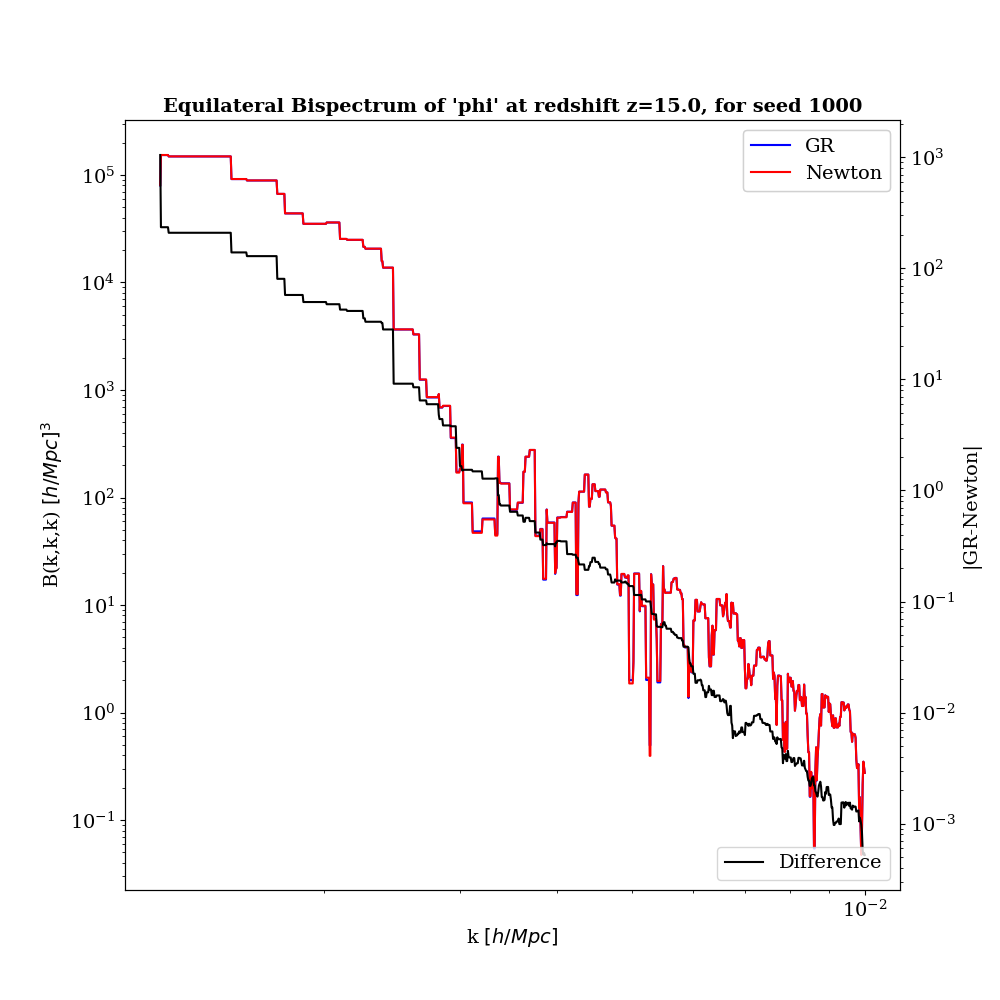 Equilateral Bispectrum of 'phi' at redshift z=15.0, for seed 1000
GR
Newton
10^5
10^4
10^3
10^2
10^1
10^0
10^-1
B(k,k,k) [h/Mpc]^3
10^3
10^2
10^1
10^0
10^-1
10^-2
10^-3
|GR-Newton|
Difference
10^-2
k [h/Mpc]